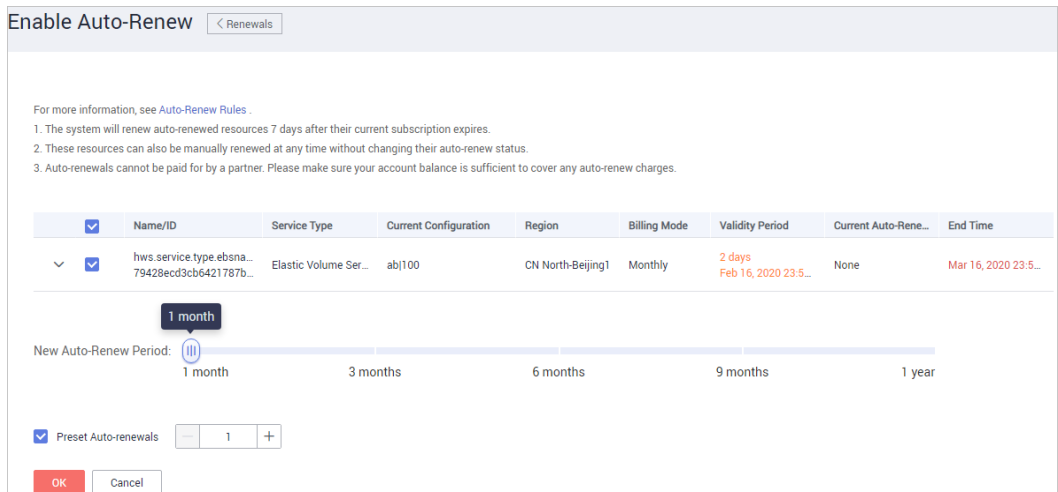 Enable Auto-Renew < Renewals
For more information, see Auto-Renew Rules .
1. The system will renew auto-renewed resources 7 days after their current subscription expires.
2. These resources can also be manually renewed at any time without changing their auto-renew status.
3. Auto-renewals cannot be paid for by a partner. Please make sure your account balance is sufficient to cover any auto-renew charges.
Name/ID Service Type Current Configuration Region Billing Mode Validity Period Current Auto-Rene... End Time
hws.service.type.ebsna... 2 days
Elastic Volume Ser... ab|100 CN North-Beijing1 Monthly None Mar 16, 2020 23:5...
79428ecd3cb6421787b... Feb 16, 2020 23:5...
1 month
New Auto-Renew Period:
1 month 3 months 6 months 9 months 1 year
Preset Auto-renewals − 1 +
OK Cancel